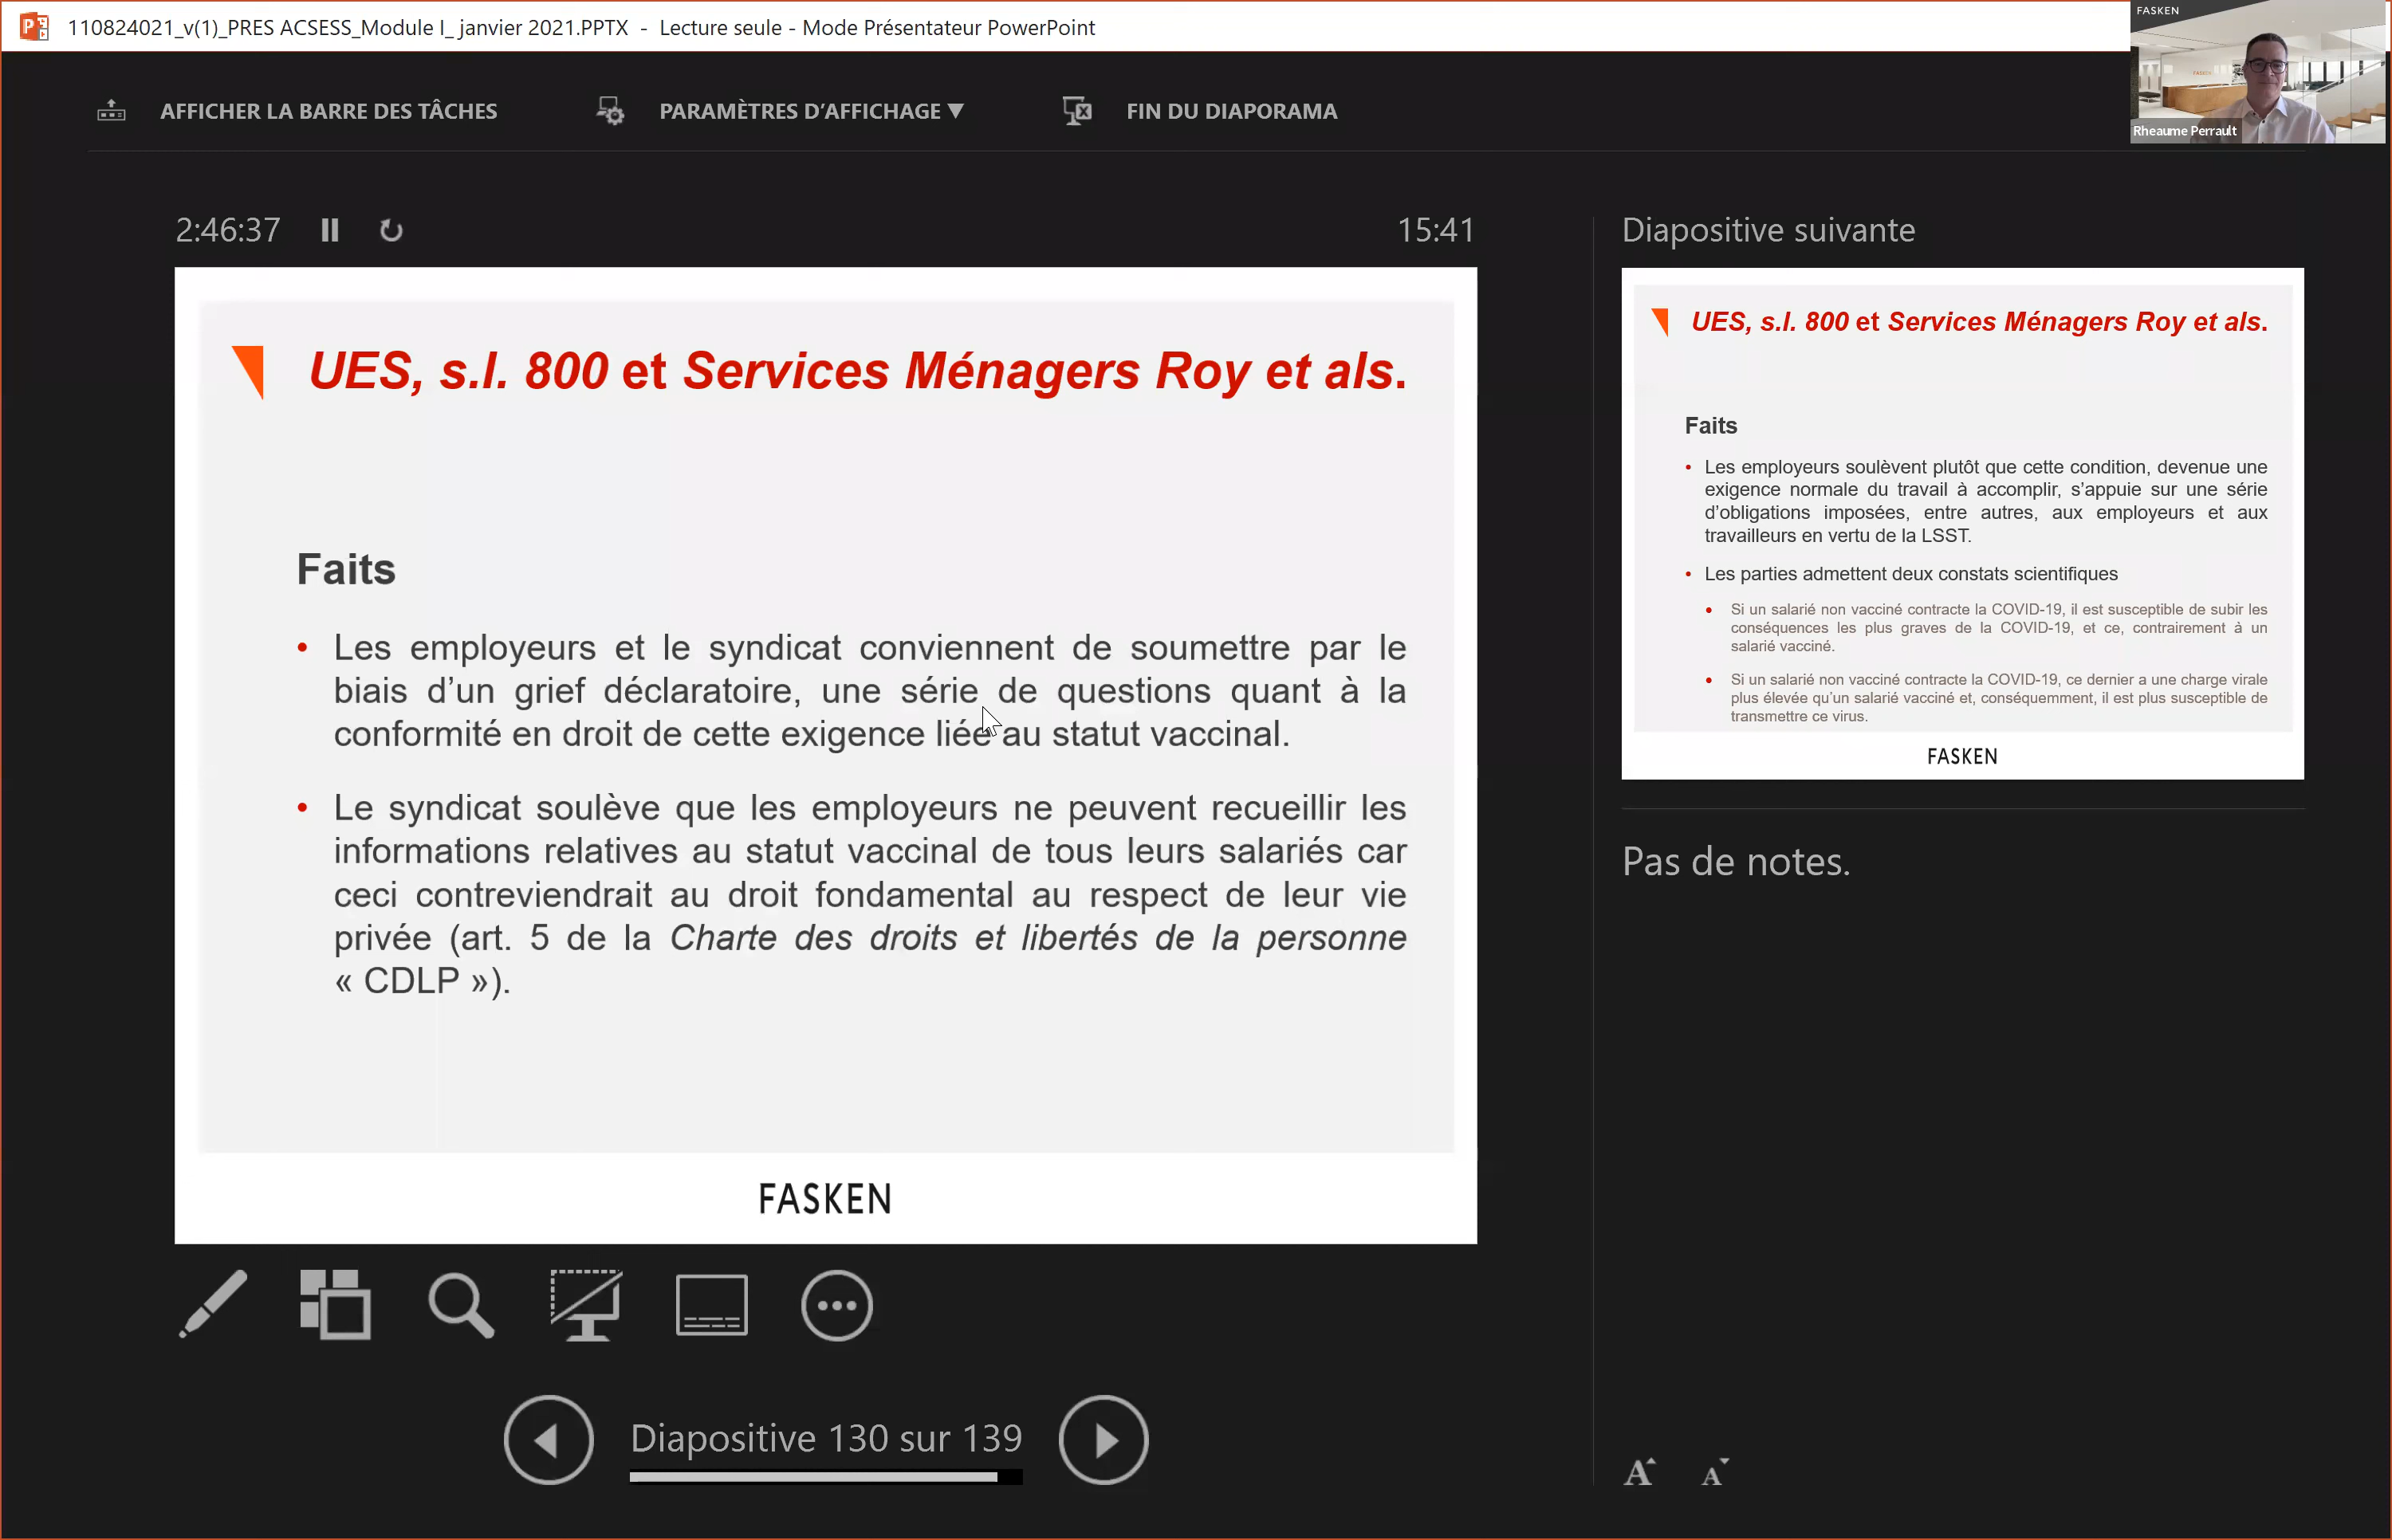 110824021_v(1)_PRES ACSESS_Module I_ janvier 2021.PPTX - Lecture seule - Mode Présentateur PowerPoint
FASKEN
Rheaume Perrault
AFFICHER LA BARRE DES TÂCHES
PARAMÈTRES D'AFFICHAGE ▼
FIN DU DIAPORAMA
2:46:37
15:41
UES, s.l. 800 et Services Ménagers Roy et als.
Faits
• Les employeurs et le syndicat conviennent de soumettre par le
biais d'un grief déclaratoire, une série de questions quant à la
conformité en droit de cette exigence liée au statut vaccinal.
• Le syndicat soulève que les employeurs ne peuvent recueillir les
informations relatives au statut vaccinal de tous leurs salariés car
ceci contreviendrait au droit fondamental au respect de leur vie
privée (art. 5 de la Charte des droits et libertés de la personne
« CDLP »).
FASKEN
Diapositive 130 sur 139
Diapositive suivante
UES, s.l. 800 et Services Ménagers Roy et als.
Faits
• Les employeurs soulèvent plutôt que cette condition, devenue une
exigence normale du travail à accomplir, s'appuie sur une série
d'obligations imposées, entre autres, aux employeurs et aux
travailleurs en vertu de la LSST.
• Les parties admettent deux constats scientifiques
• Si un salarié non vacciné contracte la COVID-19, il est susceptible de subir les
conséquences les plus graves de la COVID-19, et ce, contrairement à un
salarié vacciné.
• Si un salarié non vacciné contracte la COVID-19, ce dernier a une charge virale
plus élevée qu'un salarié vacciné et, conséquemment, il est plus susceptible de
transmettre ce virus.
FASKEN
Pas de notes.
A A